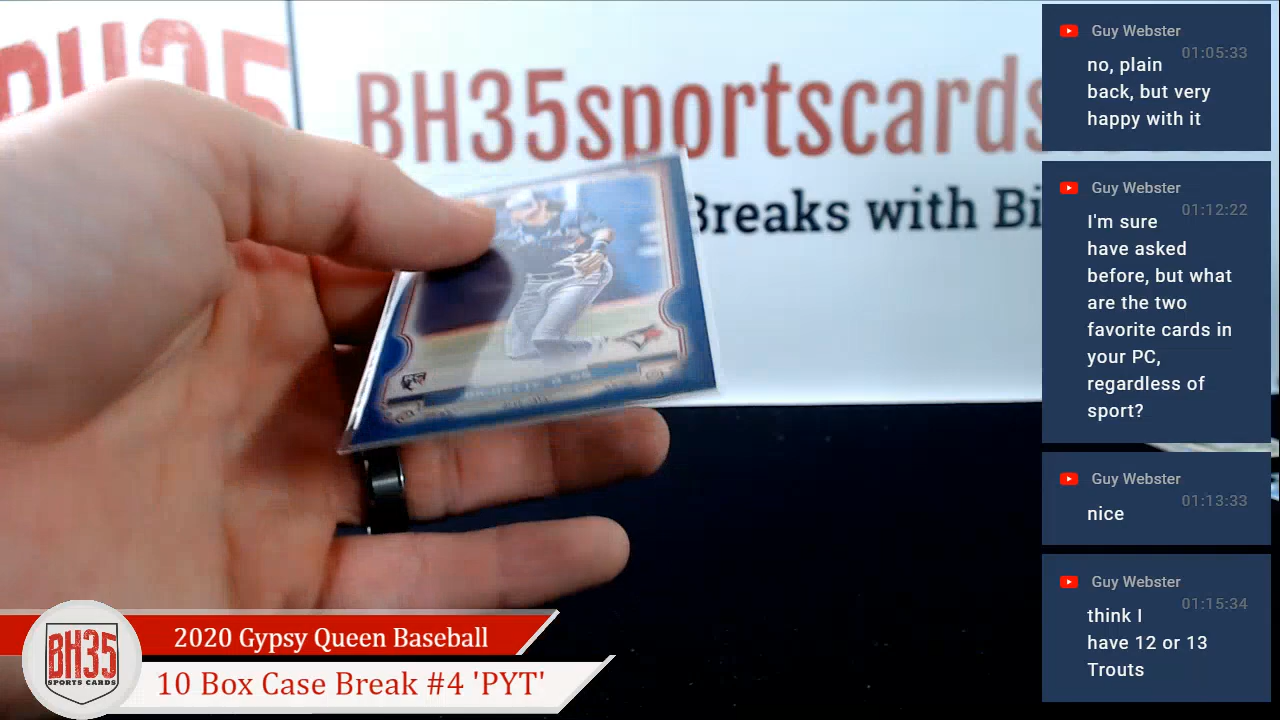 BH35
BH35sportscards
Breaks with Bi
RC
BH35
SPORTS CARDS
2020 Gypsy Queen Baseball
10 Box Case Break #4 'PYT'
Guy Webster
01:05:33
no, plain
back, but very
happy with it
Guy Webster
01:12:22
I'm sure
have asked
before, but what
are the two
favorite cards in
your PC,
regardless of
sport?
Guy Webster
01:13:33
nice
Guy Webster
01:15:34
think I
have 12 or 13
Trouts